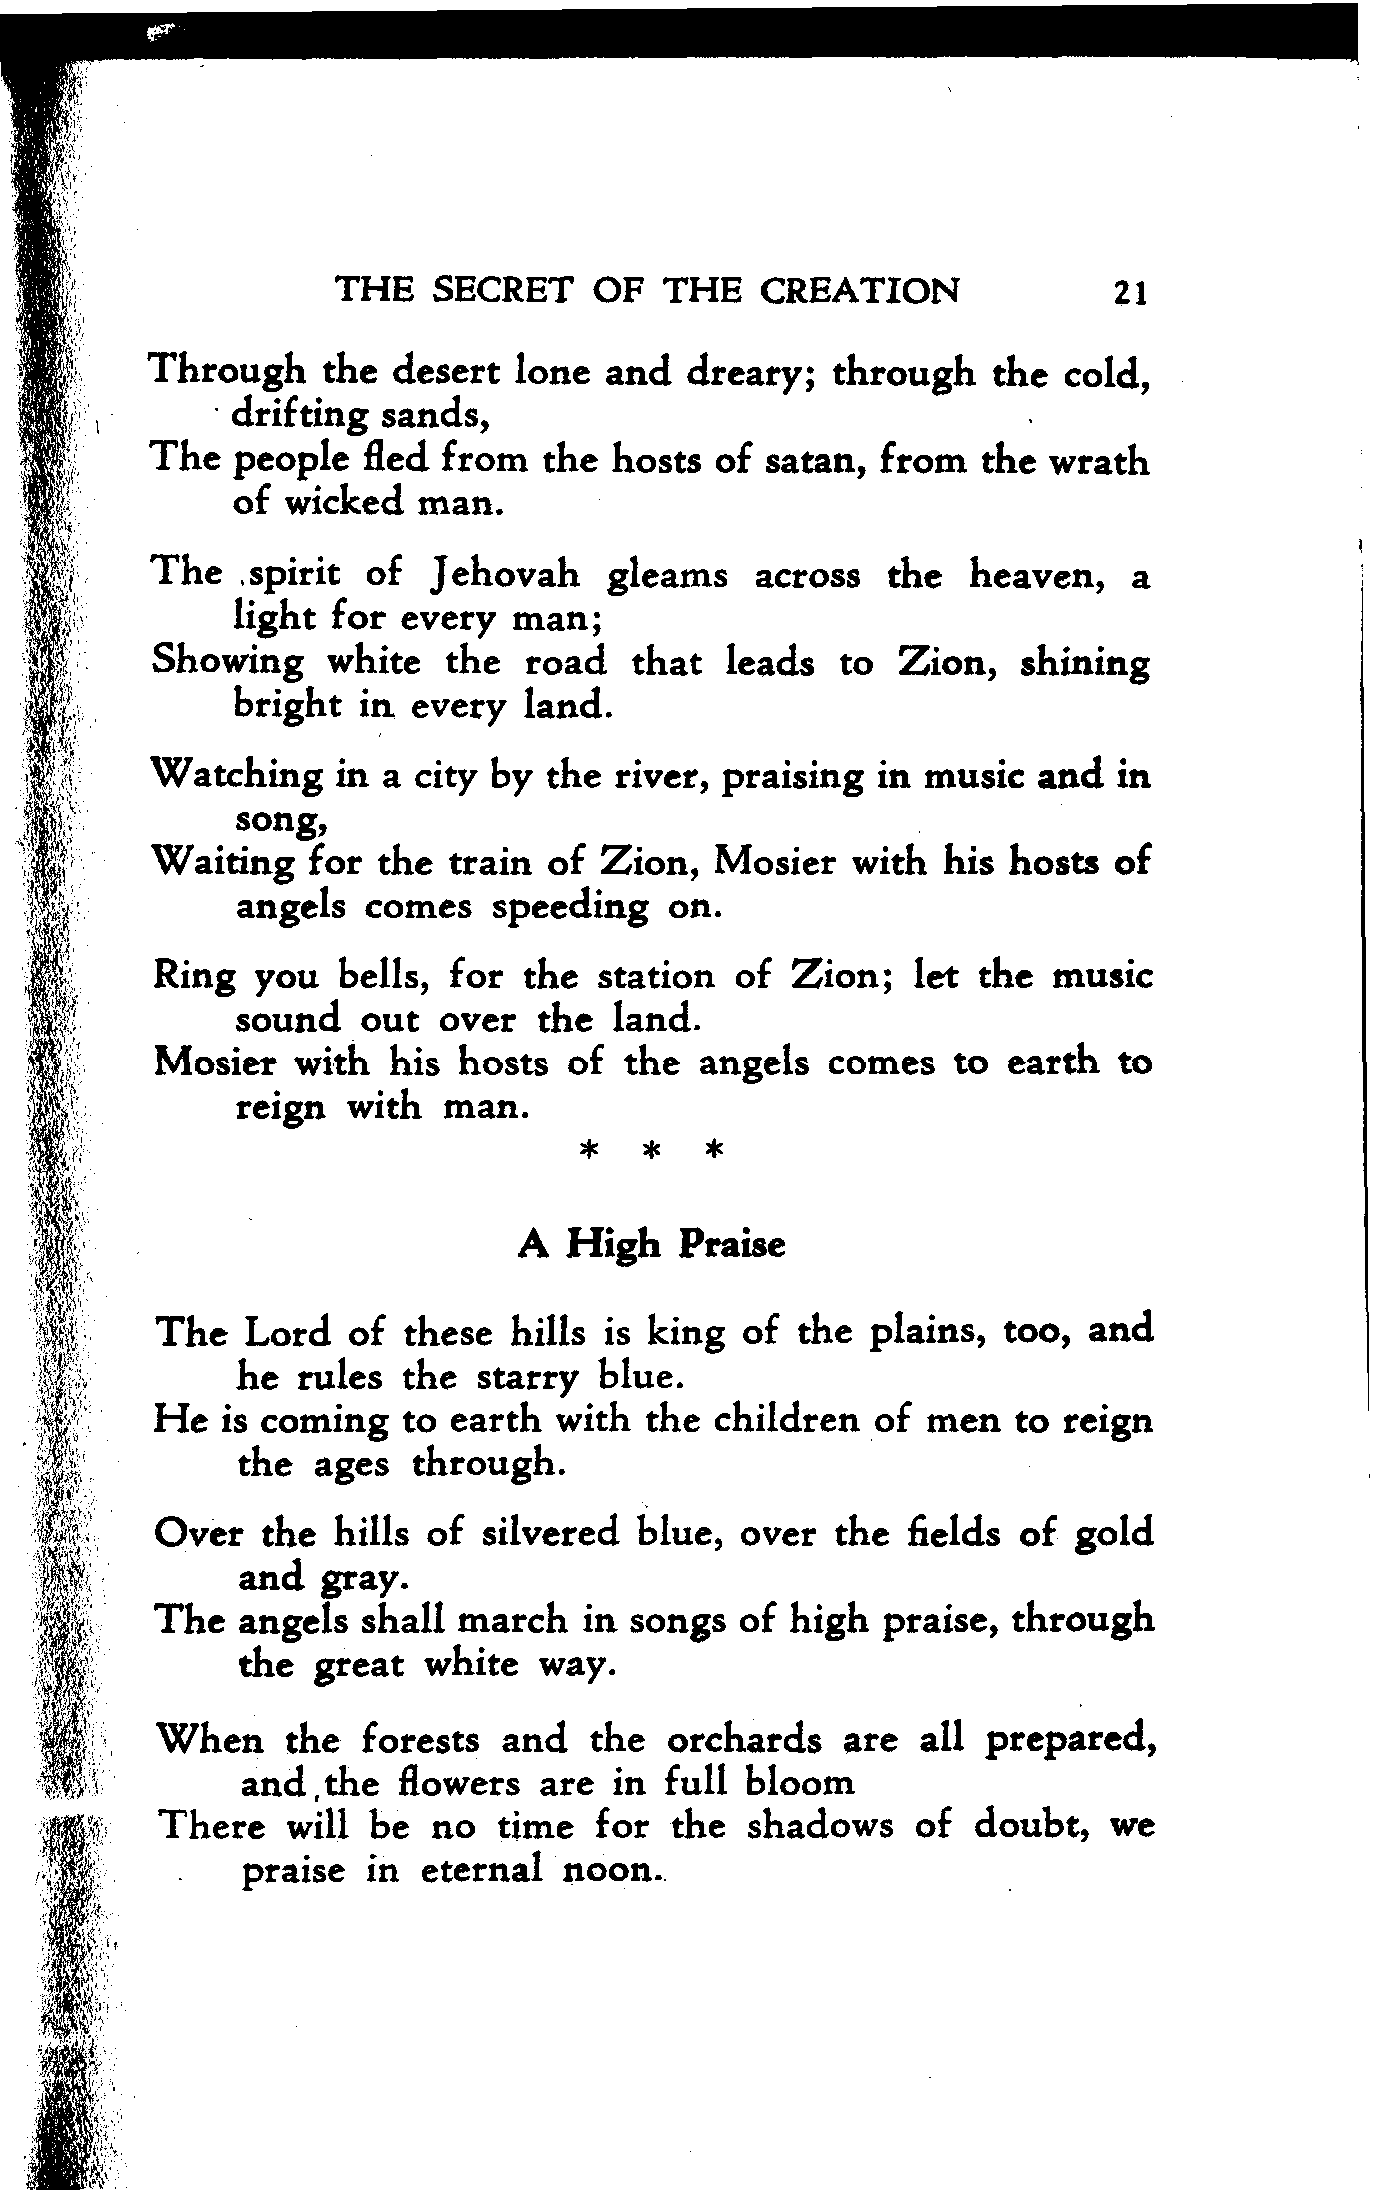 THE SECRET OF THE CREATION 21
Through the desert lone and dreary; through the cold,
drifting sands,
The people fled from the hosts of satan, from the wrath
of wicked man.
The spirit of Jehovah gleams across the heaven, a
light for every man;
Showing white the road that leads to Zion, shining
bright in every land.
Watching in a city by the river, praising in music and in
song,
Waiting for the train of Zion, Mosier with his hosts of
angels comes speeding on.
Ring you bells, for the station of Zion; let the music
sound out over the land.
Mosier with his hosts of the angels comes to earth to
reign with man.
* * *
A High Praise
The Lord of these hills is king of the plains, too, and
he rules the starry blue.
He is coming to earth with the children of men to reign
the ages through.
Over the hills of silvered blue, over the fields of gold
and gray.
The angels shall march in songs of high praise, through
the great white way.
When the forests and the orchards are all prepared,
and the flowers are in full bloom
There will be no time for the shadows of doubt, we
praise in eternal noon.